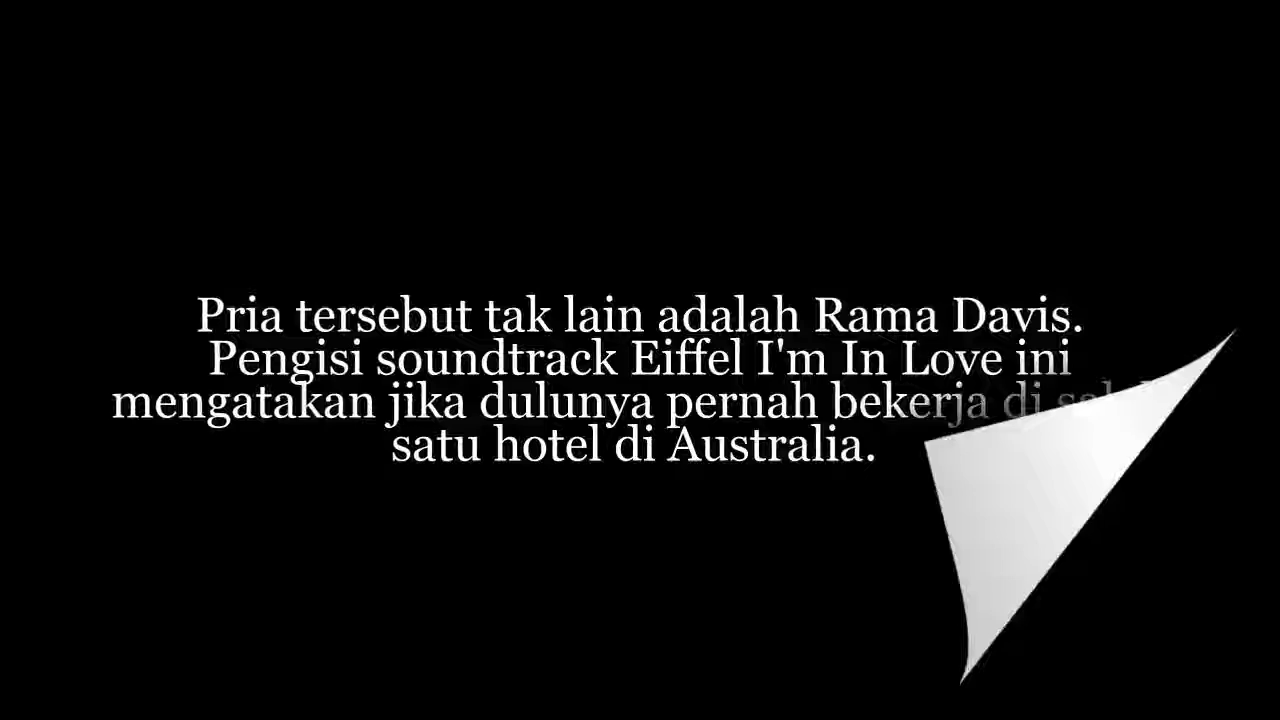 Pria tersebut tak lain adalah Rama Davis.
Pengisi soundtrack Eiffel I'm In Love ini
mengatakan jika dulunya pernah bekerja di
satu hotel di Australia.